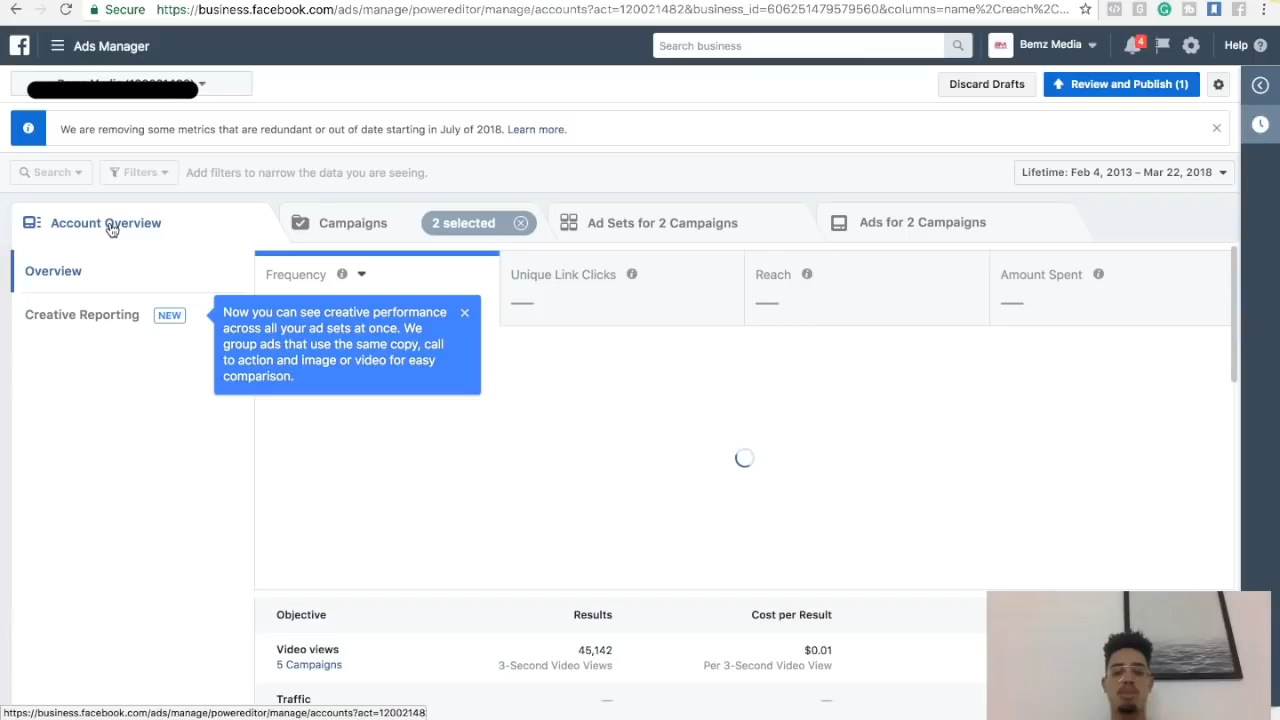 Secure https://business.facebook.com/ads/manage/powereditor/manage/accounts?act=120021482&business_id=606251479579560&columns=name%2Creach%2C...
Ads Manager
Search business
Bemz Media
4
Help
Discard Drafts
Review and Publish (1)
We are removing some metrics that are redundant or out of date starting in July of 2018. Learn more.
Search
Filters
Add filters to narrow the data you are seeing.
Lifetime: Feb 4, 2013 – Mar 22, 2018
Account Overview
Campaigns
2 selected
Ad Sets for 2 Campaigns
Ads for 2 Campaigns
Overview
Creative Reporting NEW
Frequency
Unique Link Clicks
Reach
Amount Spent
Now you can see creative performance
across all your ad sets at once. We
group ads that use the same copy, call
to action and image or video for easy
comparison.
Objective Results Cost per Result
Video views 45,142 $0.01
5 Campaigns 3-Second Video Views Per 3-Second Video View
Traffic — —
https://business.facebook.com/ads/manage/powereditor/manage/accounts?act=12002148